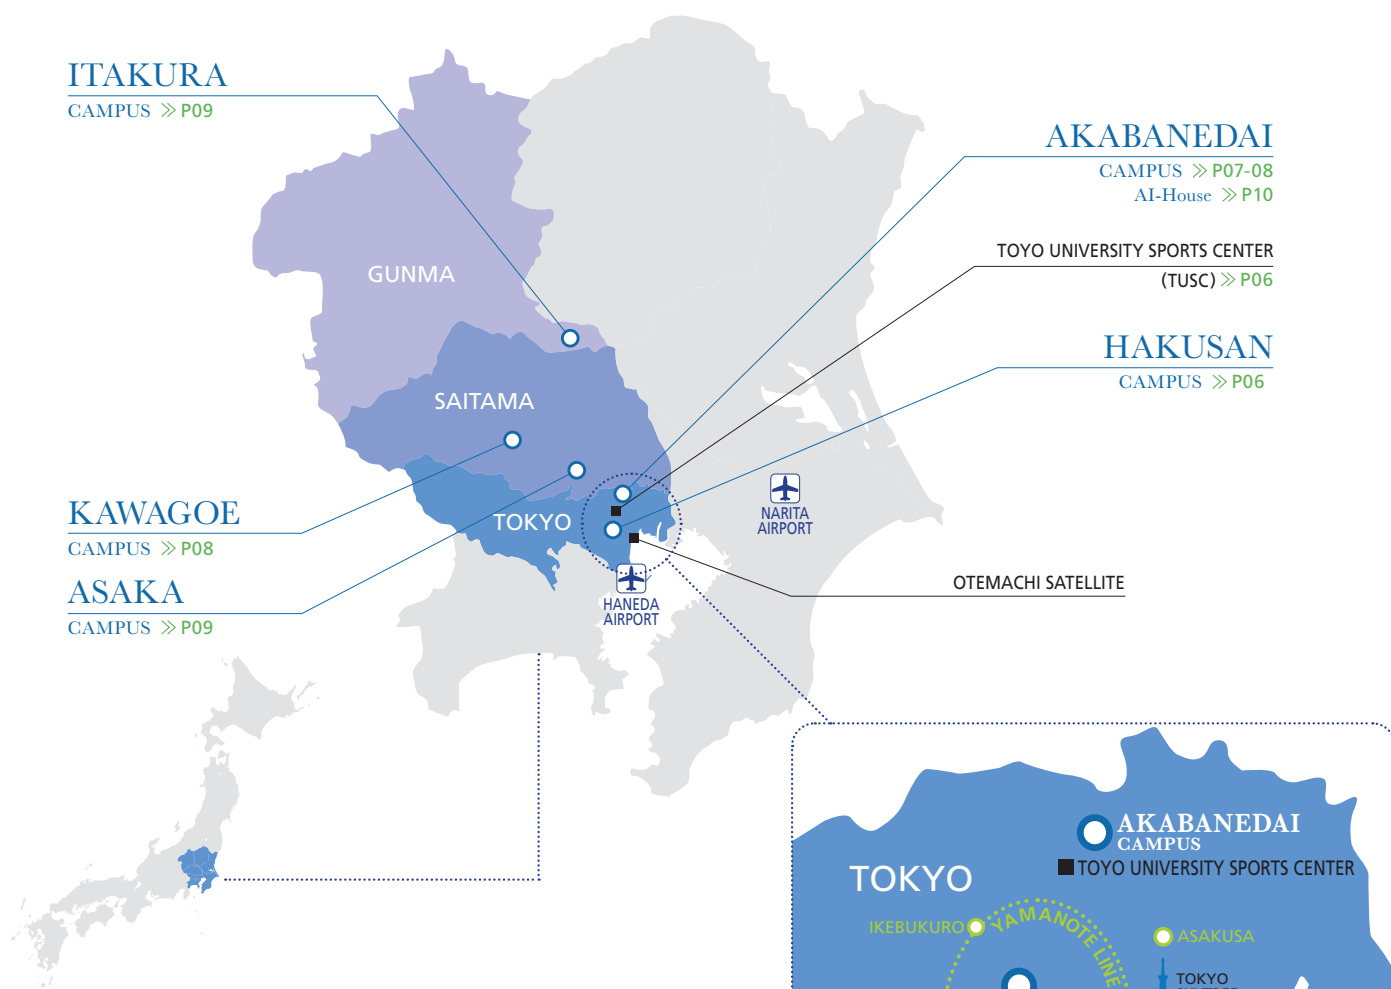 ITAKURA
CAMPUS >> P09
AKABANEDAI
CAMPUS >> P07-08
AI-House >> P10
TOYO UNIVERSITY SPORTS CENTER
(TUSC) >> P06
GUNMA
HAKUSAN
CAMPUS >> P06
SAITAMA
KAWAGOE
CAMPUS >> P08
TOKYO
NARITA
AIRPORT
ASAKA
CAMPUS >> P09
OTEMACHI SATELLITE
HANEDA
AIRPORT
AKABANEDAI
CAMPUS
TOYO UNIVERSITY SPORTS CENTER
TOKYO
IKEBUKURO
YAMANOTE LINE
ASAKUSA
TOKYO